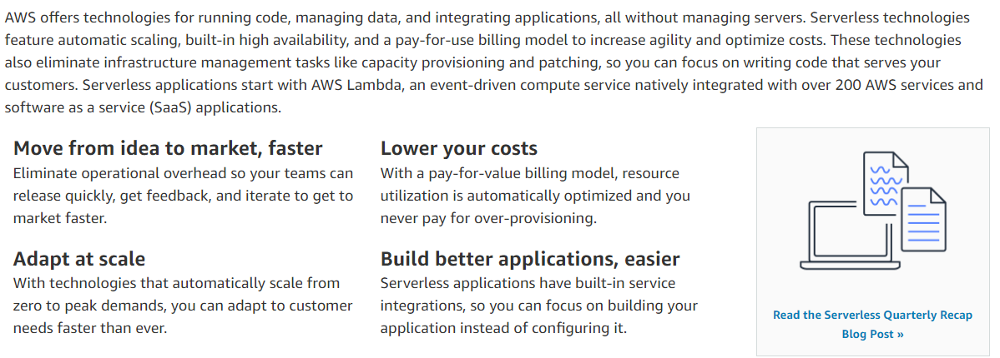 AWS offers technologies for running code, managing data, and integrating applications, all without managing servers. Serverless technologies
feature automatic scaling, built-in high availability, and a pay-for-use billing model to increase agility and optimize costs. These technologies
also eliminate infrastructure management tasks like capacity provisioning and patching, so you can focus on writing code that serves your
customers. Serverless applications start with AWS Lambda, an event-driven compute service natively integrated with over 200 AWS services and
software as a service (SaaS) applications.
Move from idea to market, faster
Eliminate operational overhead so your teams can
release quickly, get feedback, and iterate to get to
market faster.
Lower your costs
With a pay-for-value billing model, resource
utilization is automatically optimized and you
never pay for over-provisioning.
Adapt at scale
With technologies that automatically scale from
zero to peak demands, you can adapt to customer
needs faster than ever.
Build better applications, easier
Serverless applications have built-in service
integrations, so you can focus on building your
application instead of configuring it.
Read the Serverless Quarterly Recap
Blog Post »